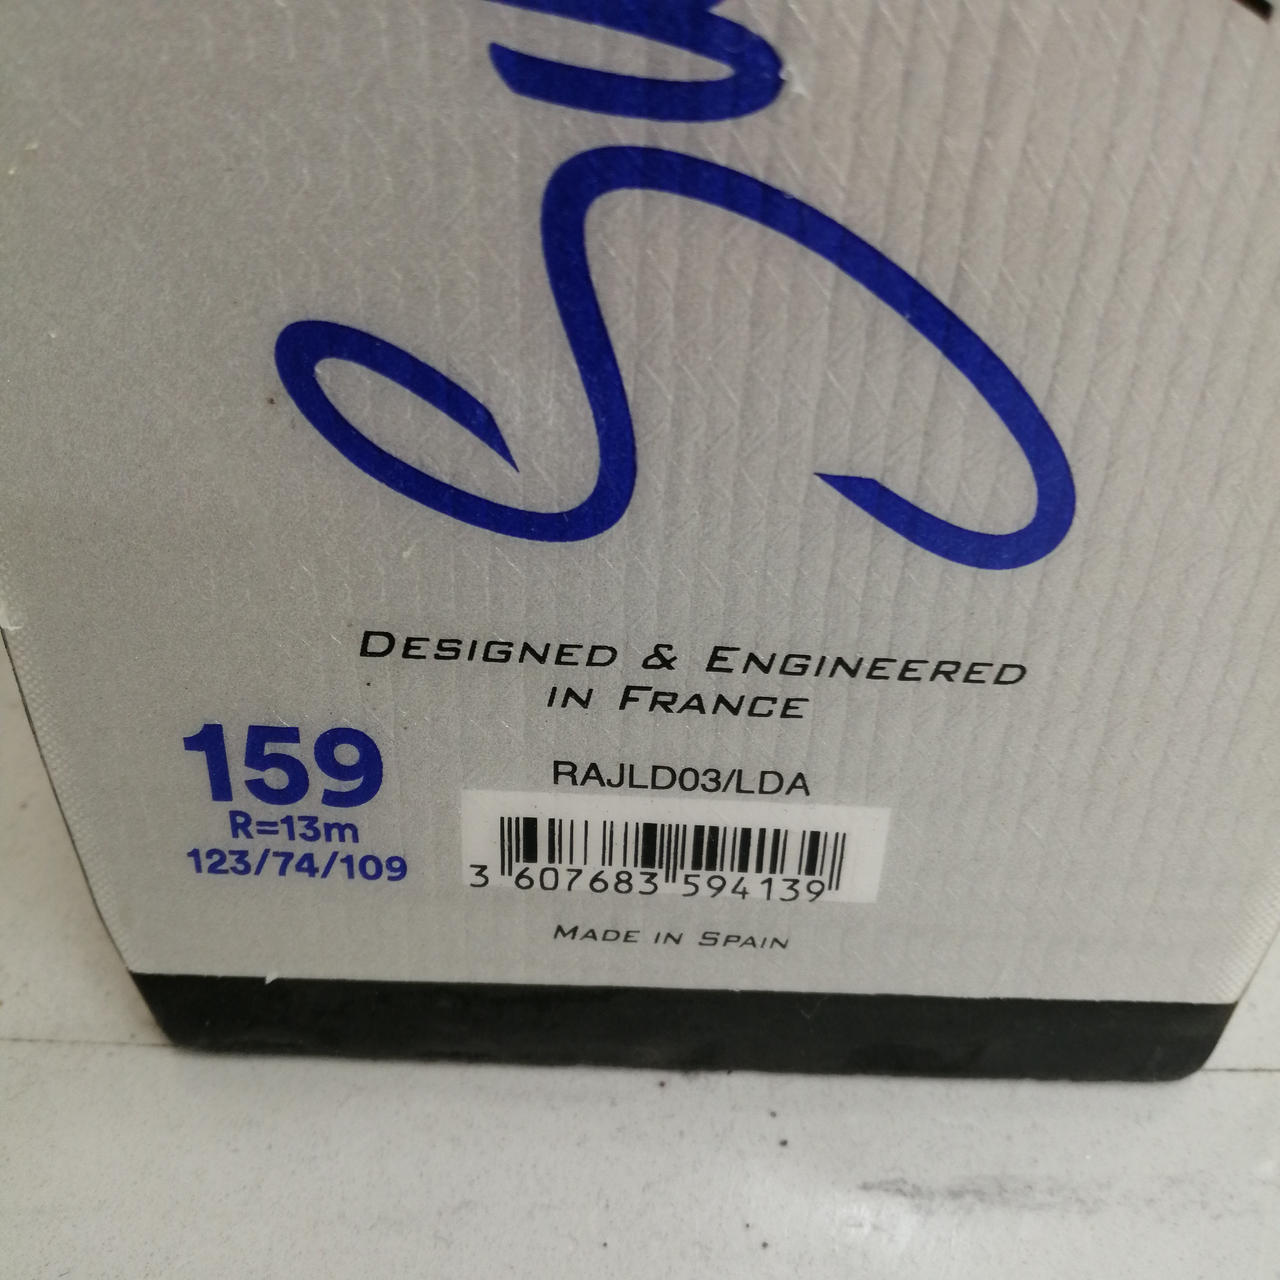 DESIGNED & ENGINEERED
IN FRANCE
159
R=13m
123/74/109
RAJLD03/LDA
3 607683 594139
MADE IN SPAIN